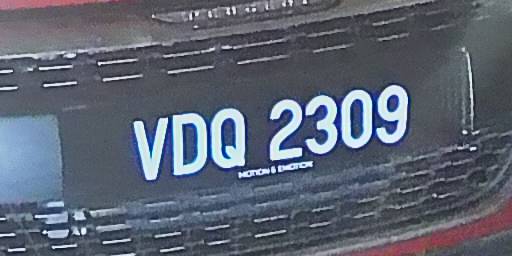 VDQ 2309
MOTION & EMOTION